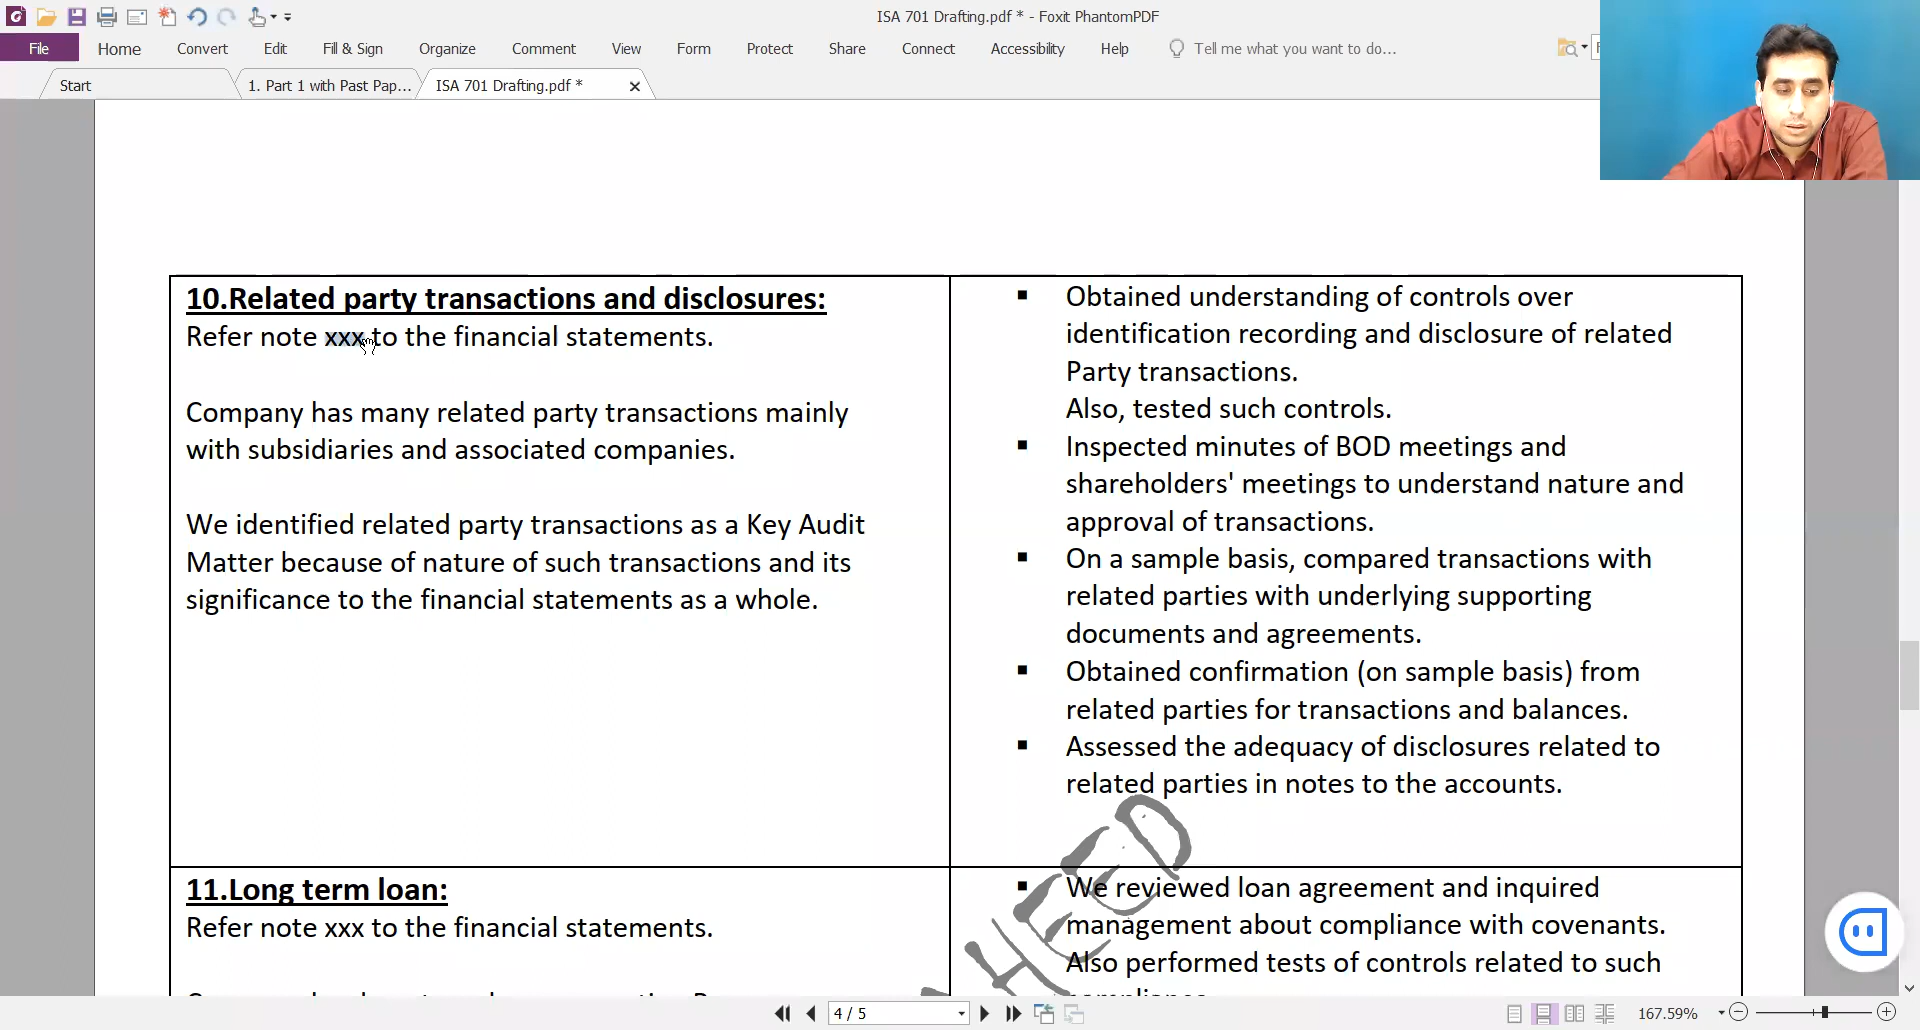 ISA 701 Drafting.pdf * - Foxit PhantomPDF
File Home Convert Edit Fill & Sign Organize Comment View Form Protect Share Connect Accessibility Help Tell me what you want to do...
Start 1. Part 1 with Past Pap... ISA 701 Drafting.pdf *
10.Related party transactions and disclosures:
Refer note xxx to the financial statements.
Company has many related party transactions mainly
with subsidiaries and associated companies.
We identified related party transactions as a Key Audit
Matter because of nature of such transactions and its
significance to the financial statements as a whole.
▪ Obtained understanding of controls over
identification recording and disclosure of related
Party transactions.
Also, tested such controls.
▪ Inspected minutes of BOD meetings and
shareholders' meetings to understand nature and
approval of transactions.
▪ On a sample basis, compared transactions with
related parties with underlying supporting
documents and agreements.
▪ Obtained confirmation (on sample basis) from
related parties for transactions and balances.
▪ Assessed the adequacy of disclosures related to
related parties in notes to the accounts.
11.Long term loan:
Refer note xxx to the financial statements.
▪ We reviewed loan agreement and inquired
management about compliance with covenants.
Also performed tests of controls related to such
4 / 5
167.59%